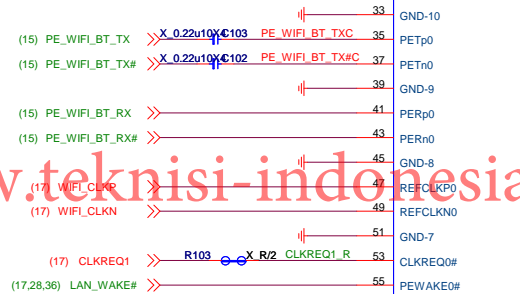 33 GND-10
(15) PE_WIFI_BT_TX X_0.22u10X4 C103 PE_WIFI_BT_TXC 35 PETp0
(15) PE_WIFI_BT_TX# X_0.22u10X4 C102 PE_WIFI_BT_TX#C 37 PETn0
39 GND-9
(15) PE_WIFI_BT_RX 41 PERp0
(15) PE_WIFI_BT_RX# 43 PERn0
45 GND-8
w.teknisi-indonesia
(17) WIFI_CLKP 47 REFCLKP0
(17) WIFI_CLKN 49 REFCLKN0
51 GND-7
(17) CLKREQ1 R103 X_R/2 CLKREQ1_R 53 CLKREQ0#
(17,28,36) LAN_WAKE# 55 PEWAKE0#